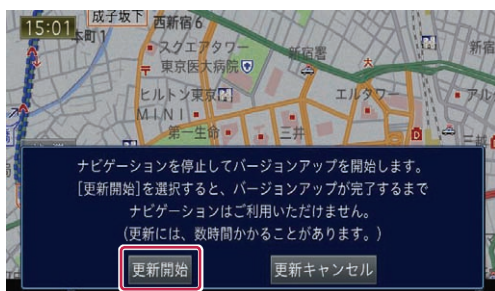 15:01
成子坂下
西新宿6
本町1
スクエアタワー
新宿署
新宿
東京医大病院
ヒルトン東京
エルタワー
アル
MINI
第一生命
三井
三越
ナビゲーションを停止してバージョンアップを開始します。
[更新開始]を選択すると、バージョンアップが完了するまで
ナビゲーションはご利用いただけません。
(更新には、数時間かかることがあります。)
更新開始
更新キャンセル